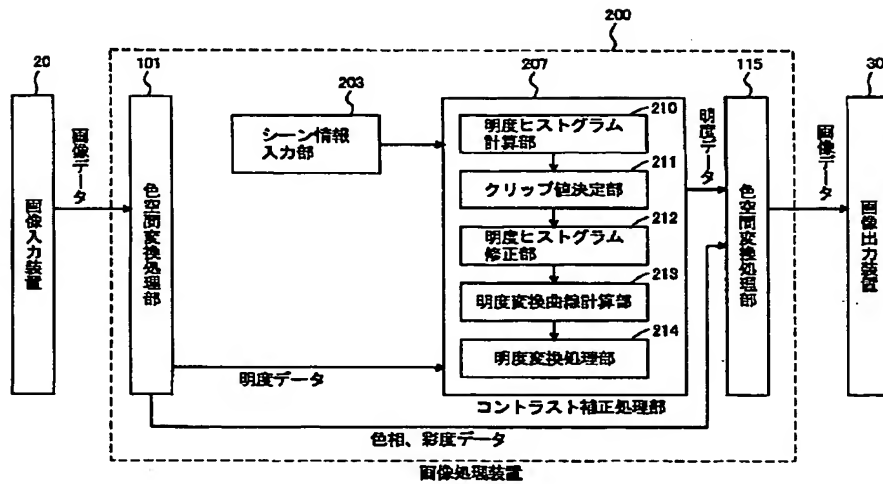 200
20
101
203
207
115
30
画像データ
画像入力装置
色空間変換処理部
シーン情報
入力部
210
明度ヒストグラム
計算部
211
クリップ値決定部
212
明度ヒストグラム
修正部
213
明度変換曲線計算部
214
明度変換処理部
コントラスト補正処理部
明度データ
色相、彩度データ
明度データ
色空間変換処理部
画像データ
画像出力装置
画像処理装置